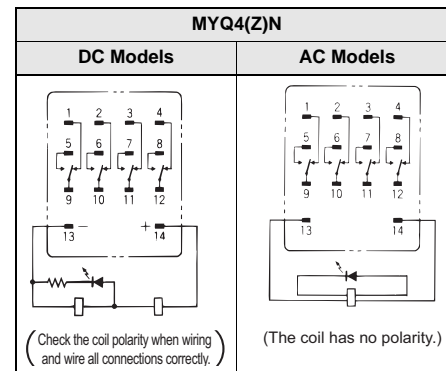 MYQ4(Z)N
DC Models
AC Models
1 2 3 4
5 6 7 8
9 10 11 12
13 − + 14
(Check the coil polarity when wiring
and wire all connections correctly.)
1 2 3 4
5 6 7 8
9 10 11 12
13 14
(The coil has no polarity.)